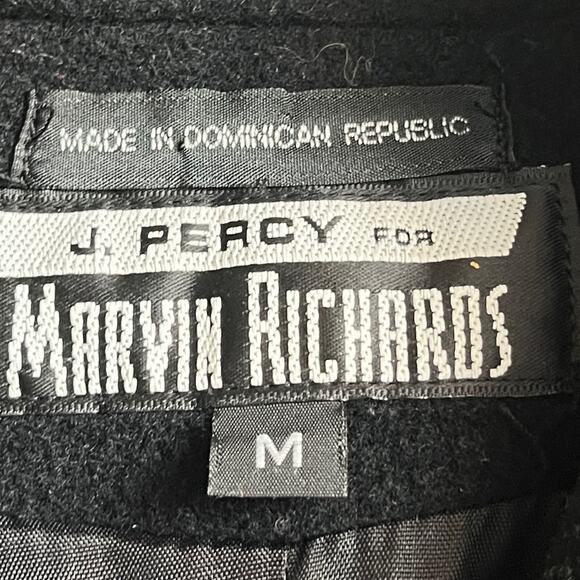 MADE IN DOMINICAN REPUBLIC
J. PERCY FOR
MARVIN RICHARDS
M